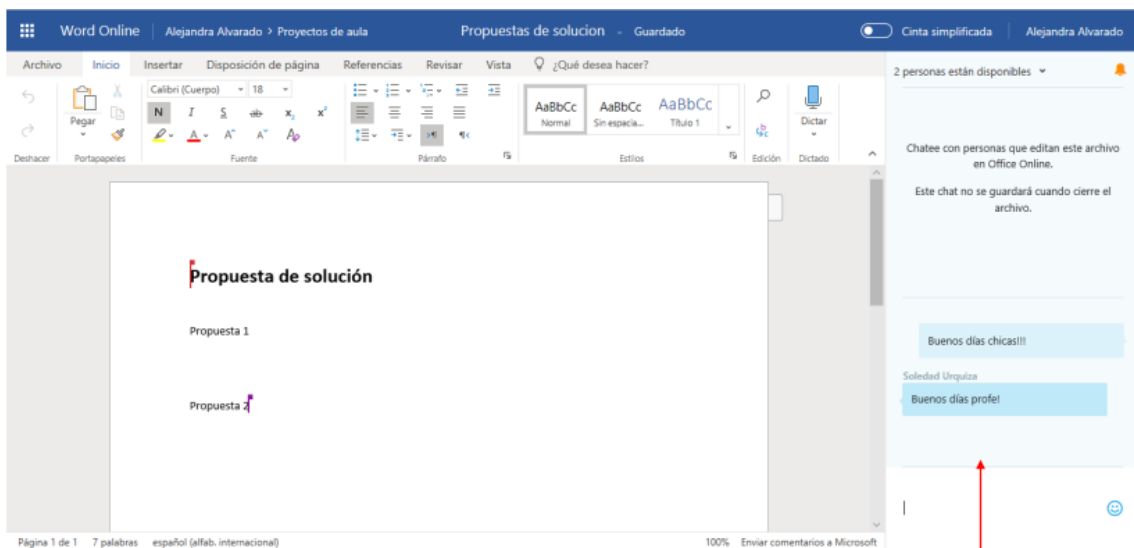 Word Online Alejandra Alvarado > Proyectos de aula Propuestas de solucion - Guardado Cinta simplificada Alejandra Alvarado
Archivo Inicio Insertar Disposición de página Referencias Revisar Vista ¿Qué desea hacer?
Calibri (Cuerpo) 18
Pegar
N I S ab x₂ x²
A A^ A˅ A
AaBbCc AaBbCc AaBbCc
Normal Sin espacia... Título 1
Dictar
Deshacer Portapapeles Fuente Párrafo Estilos Edición Dictado
2 personas están disponibles
Chatee con personas que editan este archivo
en Office Online.
Este chat no se guardará cuando cierre el
archivo.
Propuesta de solución
Propuesta 1
Propuesta 2
Buenos días chicas!!!
Soledad Urquiza
Buenos días profe!
Página 1 de 1 7 palabras español (alfab. internacional) 100% Enviar comentarios a Microsoft